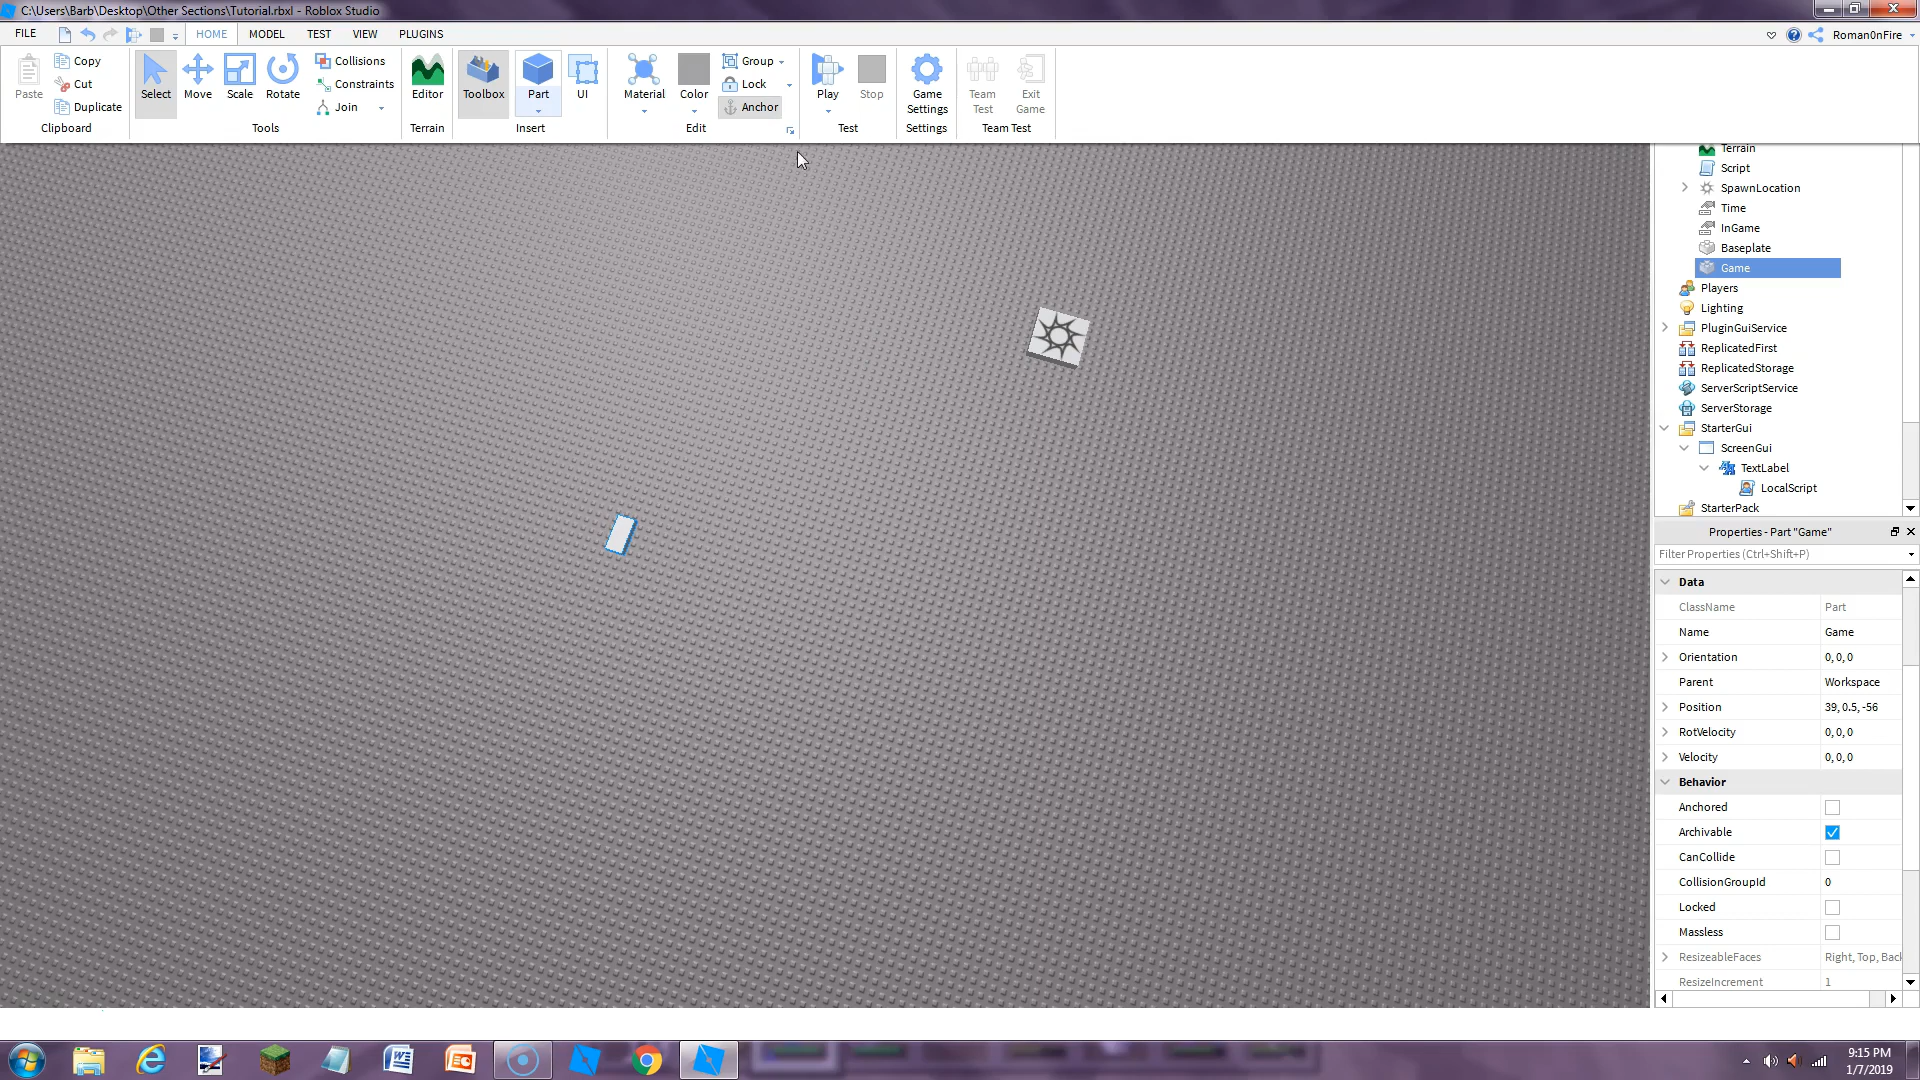 C:\Users\Barb\Desktop\Other Sections\Tutorial.rbxl - Roblox Studio
FILE HOME MODEL TEST VIEW PLUGINS Roman0nFire
Paste Copy Cut Duplicate
Clipboard
Select Move Scale Rotate Collisions Constraints Join
Tools
Editor
Terrain
Toolbox Part UI
Insert
Material Color Group Lock Anchor
Edit
Play Stop
Test
Game Settings
Settings
Team Test Exit Game
Team Test
Terrain
Script
SpawnLocation
Time
InGame
Baseplate
Game
Players
Lighting
PluginGuiService
ReplicatedFirst
ReplicatedStorage
ServerScriptService
ServerStorage
StarterGui
ScreenGui
TextLabel
LocalScript
StarterPack
Properties - Part "Game"
Filter Properties (Ctrl+Shift+P)
Data
ClassName Part
Name Game
Orientation 0, 0, 0
Parent Workspace
Position 39, 0.5, -56
RotVelocity 0, 0, 0
Velocity 0, 0, 0
Behavior
Anchored
Archivable
CanCollide
CollisionGroupId 0
Locked
Massless
ResizeableFaces Right, Top, Back
ResizeIncrement 1
9:15 PM
1/7/2019